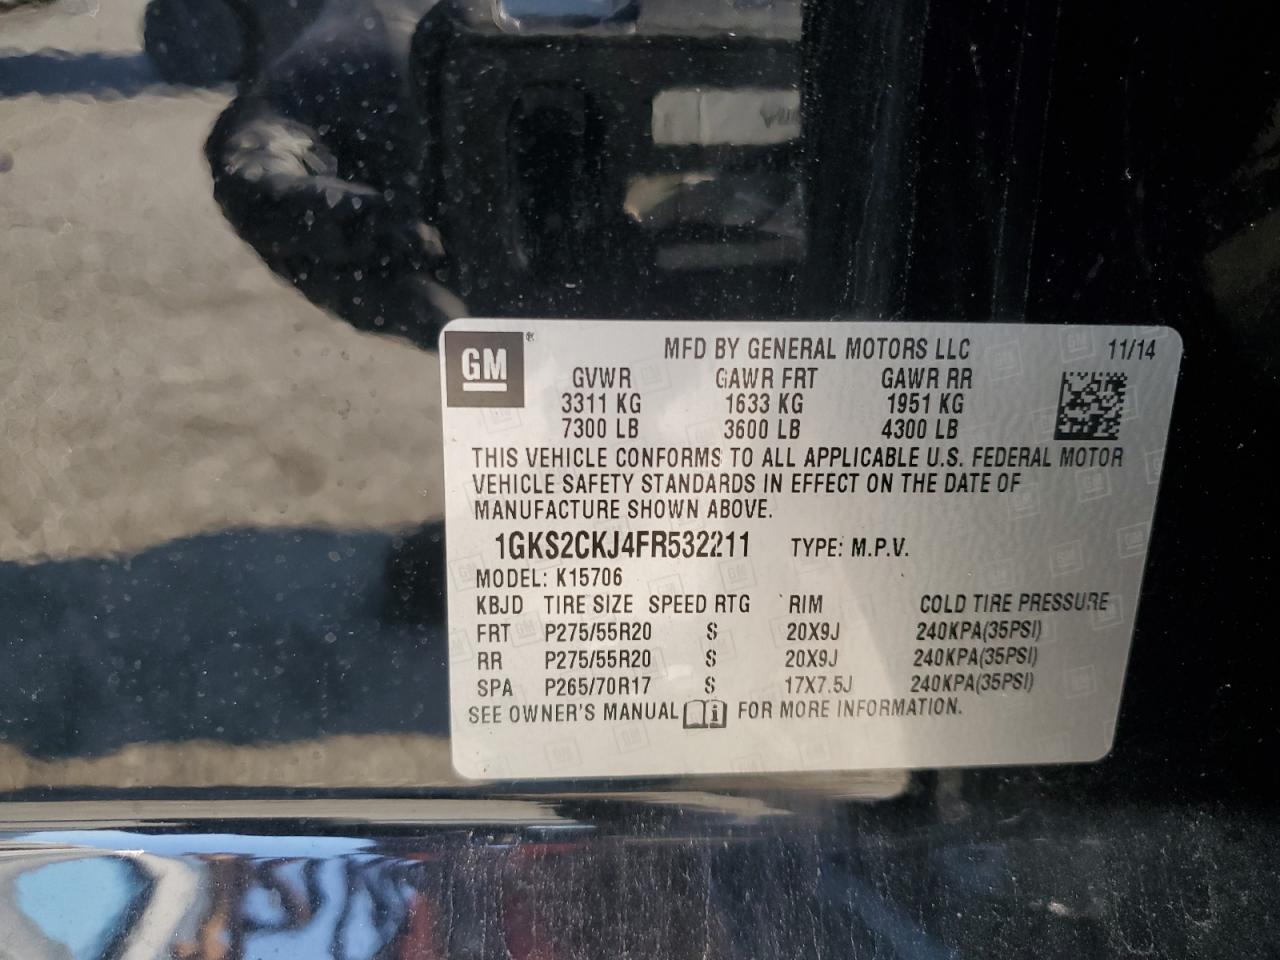 GM ®
MFD BY GENERAL MOTORS LLC 11/14
GVWR GAWR FRT GAWR RR
3311 KG 1633 KG 1951 KG
7300 LB 3600 LB 4300 LB
THIS VEHICLE CONFORMS TO ALL APPLICABLE U.S. FEDERAL MOTOR
VEHICLE SAFETY STANDARDS IN EFFECT ON THE DATE OF
MANUFACTURE SHOWN ABOVE.
1GKS2CKJ4FR532211 TYPE: M.P.V.
MODEL: K15706
KBJD TIRE SIZE SPEED RTG RIM COLD TIRE PRESSURE
FRT P275/55R20 S 20X9J 240KPA(35PSI)
RR P275/55R20 S 20X9J 240KPA(35PSI)
SPA P265/70R17 S 17X7.5J 240KPA(35PSI)
SEE OWNER'S MANUAL i FOR MORE INFORMATION.